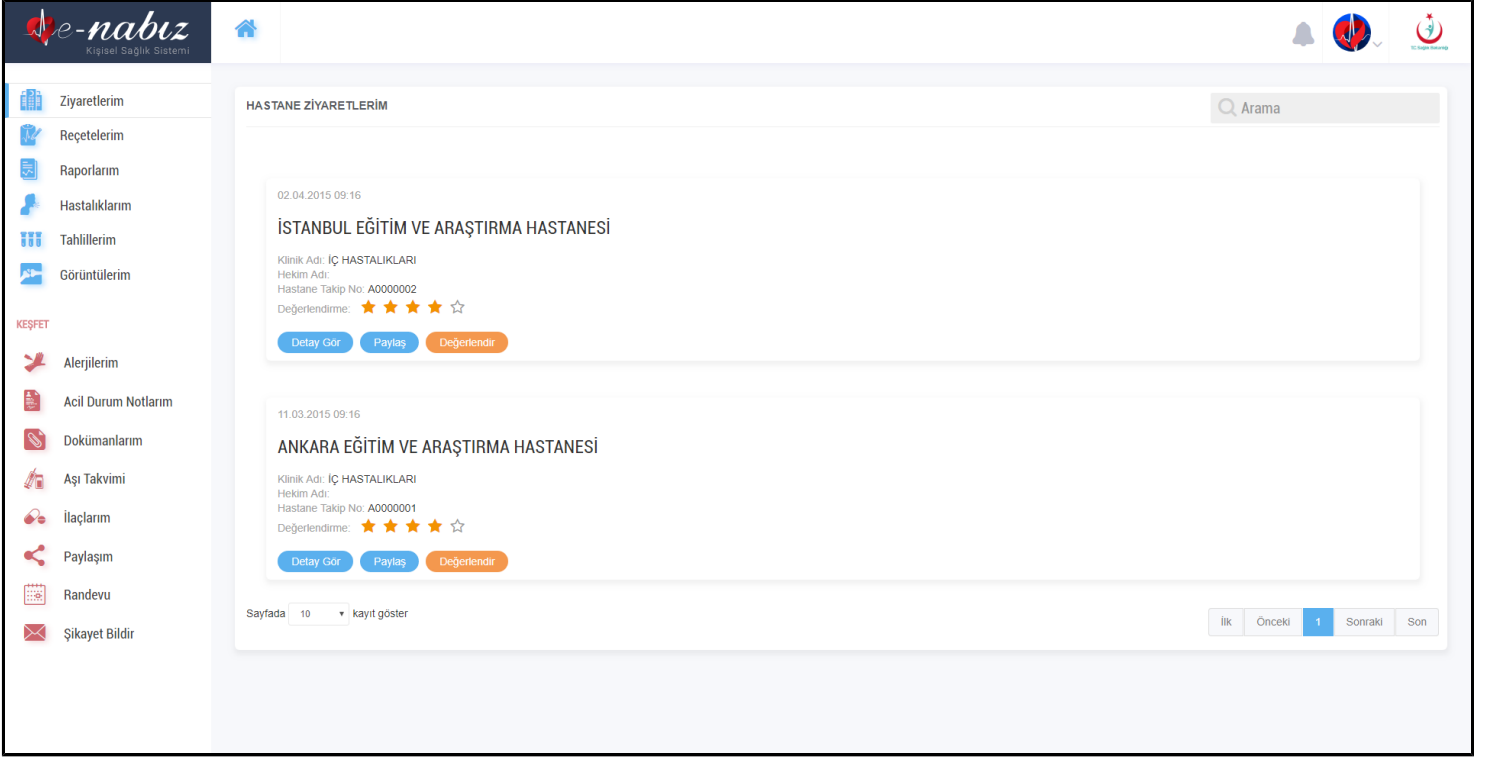 e-nabız
Kişisel Sağlık Sistemi
TC Sağlık Bakanlığı
Ziyaretlerim
Reçetelerim
Raporlarım
Hastalıklarım
Tahlillerim
Görüntülerim
KEŞFET
Alerjilerim
Acil Durum Notlarım
Dokümanlarım
Aşı Takvimi
İlaçlarım
Paylaşım
Randevu
Şikayet Bildir
HASTANE ZİYARETLERİM
Arama
02.04.2015 09:16
İSTANBUL EĞİTİM VE ARAŞTIRMA HASTANESİ
Klinik Adı: İÇ HASTALIKLARI
Hekim Adı:
Hastane Takip No: A0000002
Değerlendirme:
Detay Gör Paylaş Değerlendir
11.03.2015 09:16
ANKARA EĞİTİM VE ARAŞTIRMA HASTANESİ
Klinik Adı: İÇ HASTALIKLARI
Hekim Adı:
Hastane Takip No: A0000001
Değerlendirme:
Detay Gör Paylaş Değerlendir
Sayfada 10 kayıt göster
İlk Önceki 1 Sonraki Son